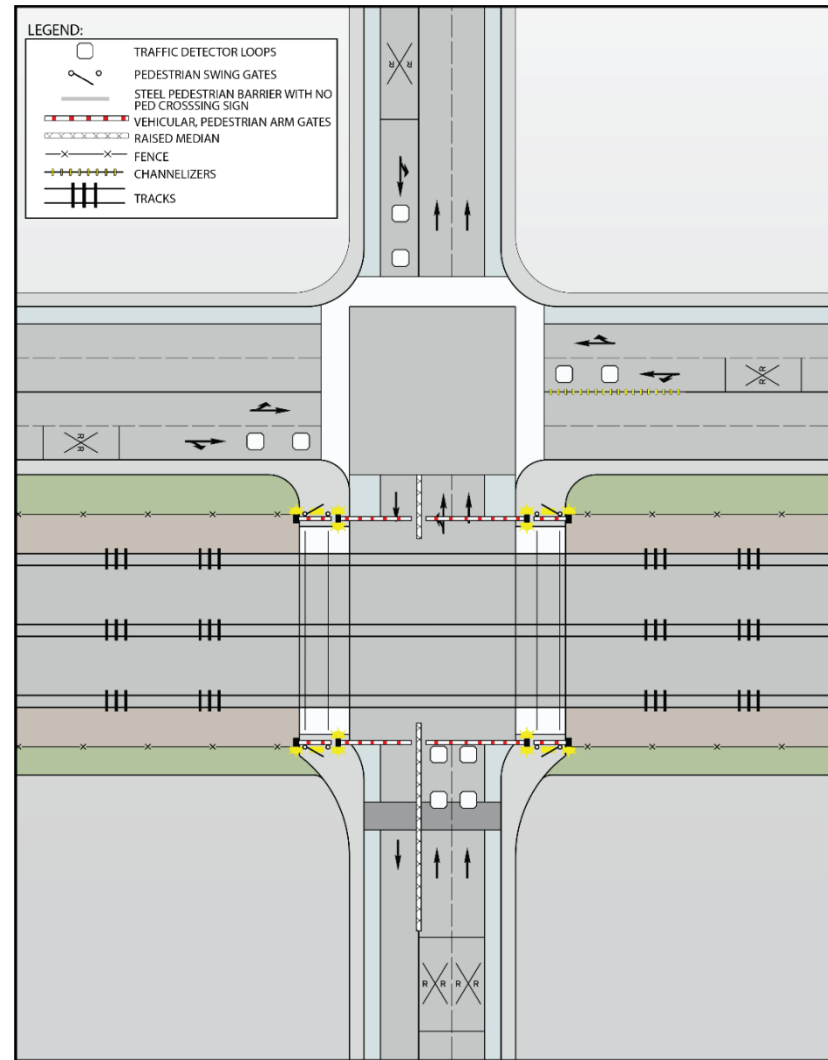 LEGEND:
TRAFFIC DETECTOR LOOPS
PEDESTRIAN SWING GATES
STEEL PEDESTRIAN BARRIER WITH NO
PED CROSSSING SIGN
VEHICULAR, PEDESTRIAN ARM GATES
RAISED MEDIAN
FENCE
CHANNELIZERS
TRACKS
R R
R R
R R
R R R R